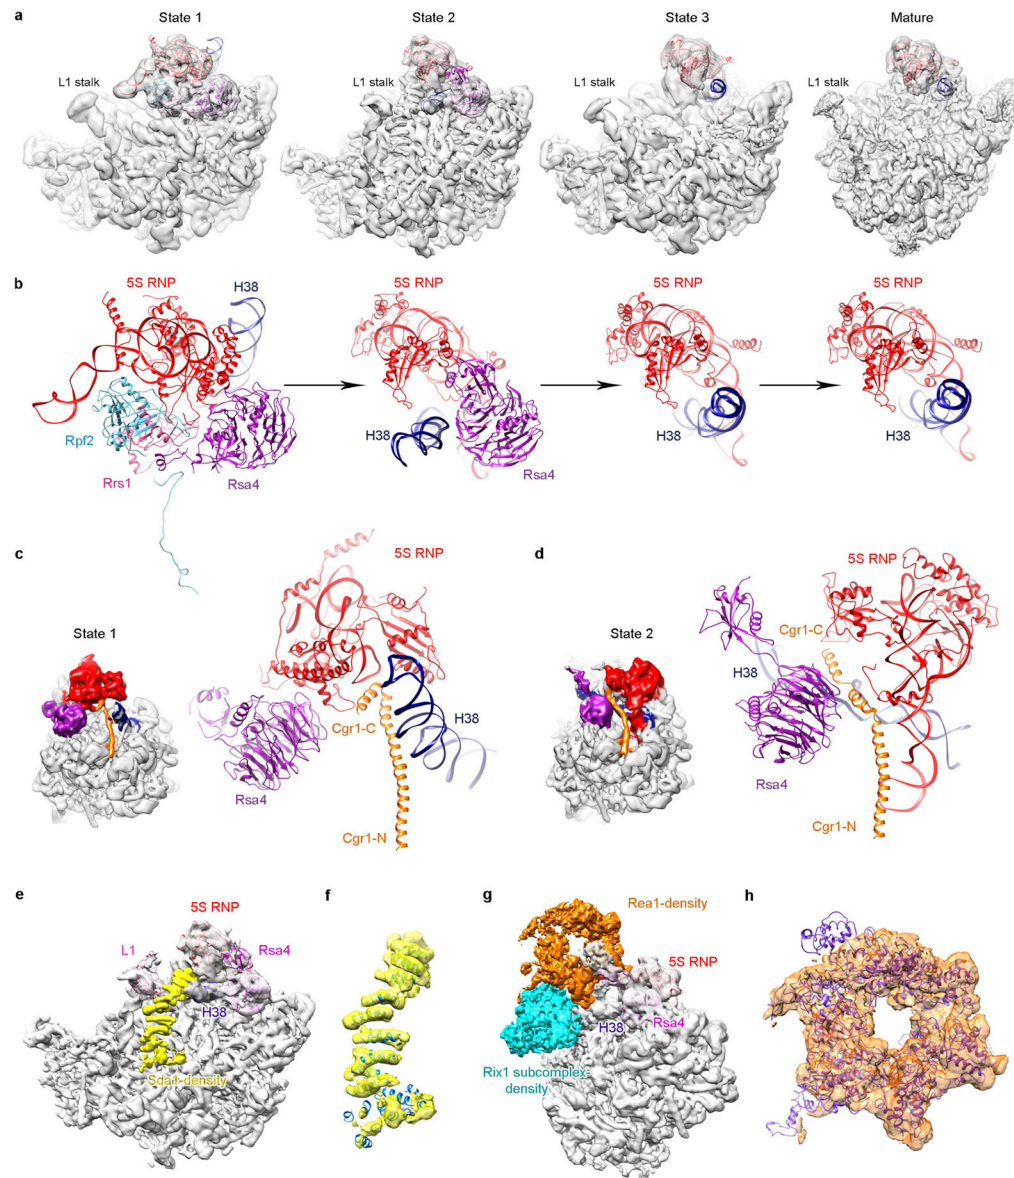 a
State 1
State 2
State 3
Mature
L1 stalk
L1 stalk
L1 stalk
L1 stalk
b
5S RNP
H38
5S RNP
5S RNP
5S RNP
Rpf2
Rrs1
Rsa4
H38
Rsa4
H38
H38
c
5S RNP
State 1
Cgr1-C
H38
Rsa4
Cgr1-N
d
5S RNP
State 2
Cgr1-C
H38
Rsa4
Cgr1-N
e
5S RNP
L1
Rsa4
H38
Sda1-density
f
g
Rea1-density
5S RNP
H38
Rsa4
Rix1 subcomplex-
density
h